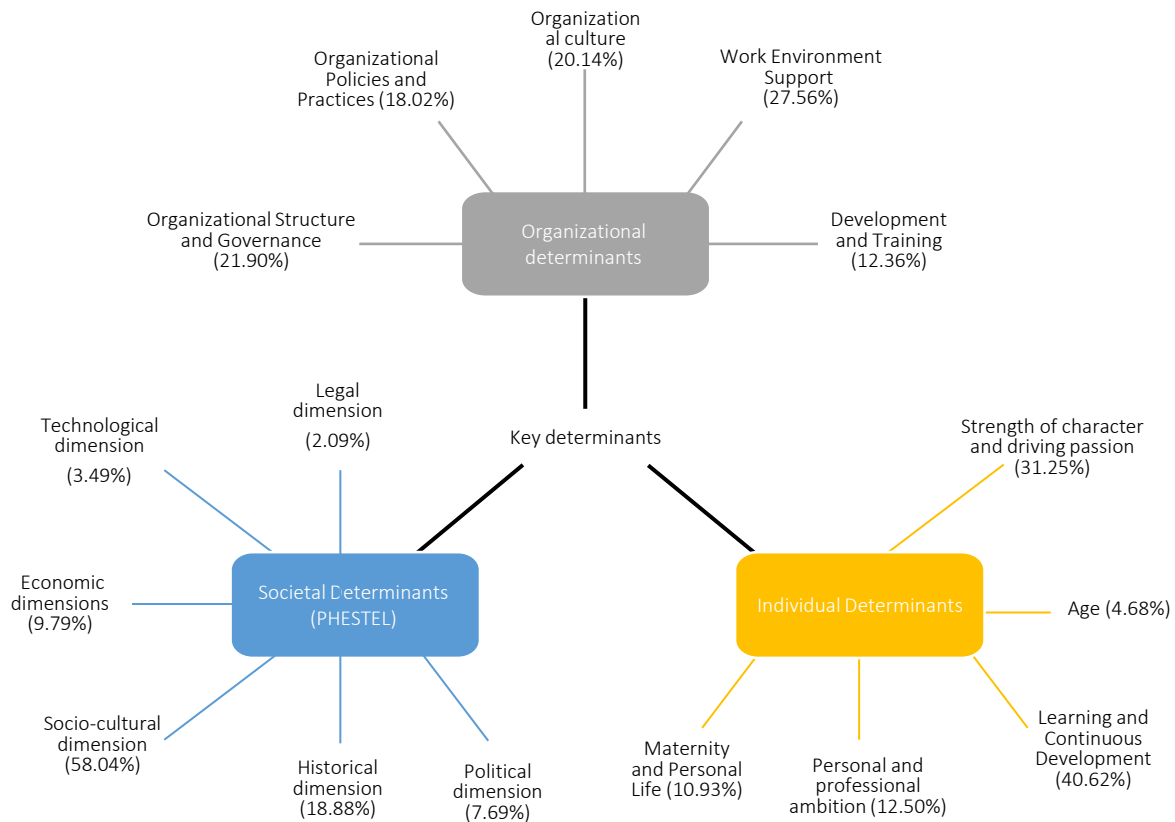 Organization
al culture
(20.14%)
Organizational
Policies and
Practices (18.02%)
Work Environment
Support
(27.56%)
Organizational Structure
and Governance
(21.90%)
Organizational
determinants
Development
and Training
(12.36%)
Key determinants
Legal
dimension
(2.09%)
Technological
dimension
(3.49%)
Economic
dimensions
(9.79%)
Societal Determinants
(PHESTEL)
Socio-cultural
dimension
(58.04%)
Historical
dimension
(18.88%)
Political
dimension
(7.69%)
Strength of character
and driving passion
(31.25%)
Individual Determinants
Age (4.68%)
Learning and
Continuous
Development
(40.62%)
Personal and
professional
ambition (12.50%)
Maternity
and Personal
Life (10.93%)